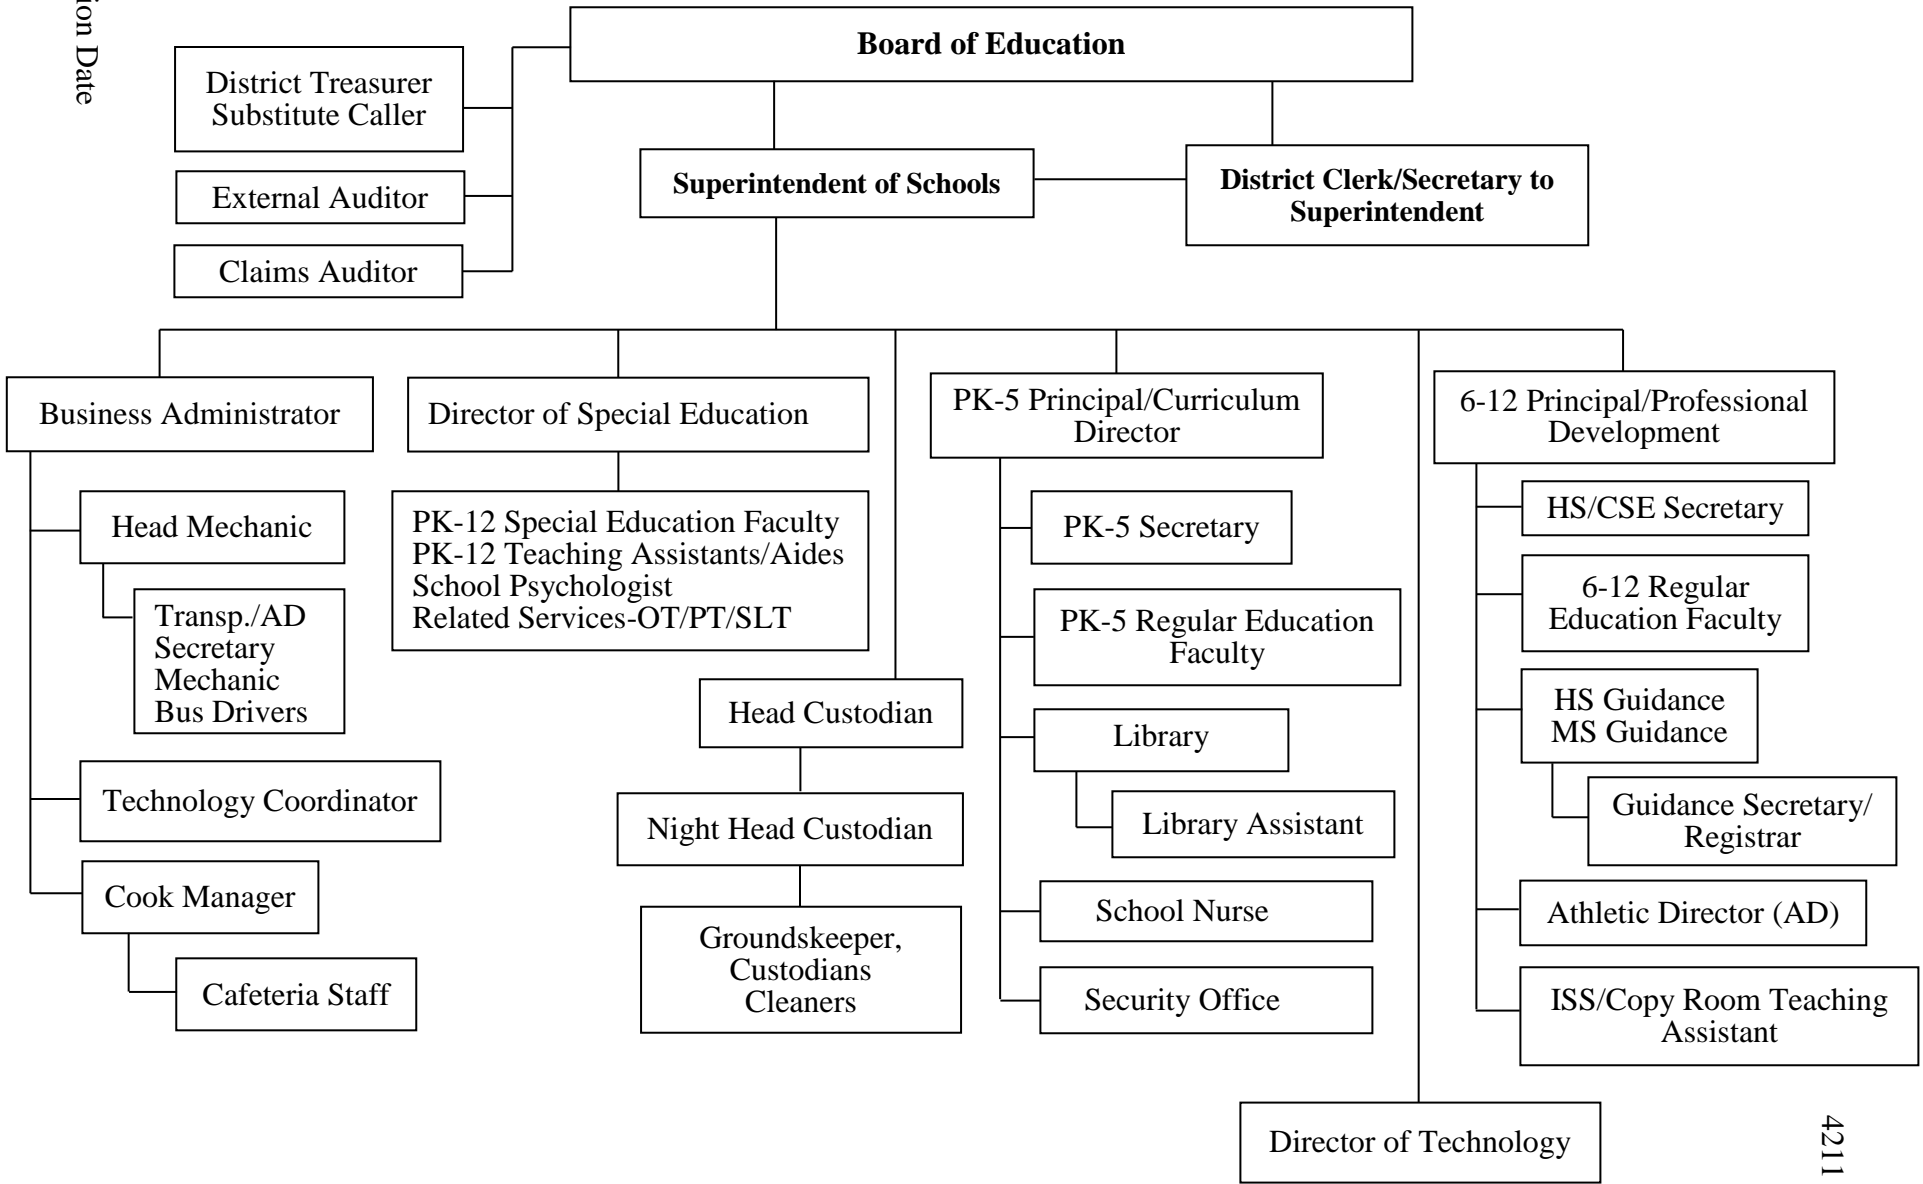 Board of Education
District Treasurer
Substitute Caller
External Auditor
Claims Auditor
Superintendent of Schools
District Clerk/Secretary to
Superintendent
Business Administrator
Head Mechanic
Transp./AD
Secretary
Mechanic
Bus Drivers
Technology Coordinator
Cook Manager
Cafeteria Staff
Director of Special Education
PK-12 Special Education Faculty
PK-12 Teaching Assistants/Aides
School Psychologist
Related Services-OT/PT/SLT
Head Custodian
Night Head Custodian
Groundskeeper,
Custodians
Cleaners
PK-5 Principal/Curriculum
Director
PK-5 Secretary
PK-5 Regular Education
Faculty
Library
Library Assistant
School Nurse
Security Office
Director of Technology
6-12 Principal/Professional
Development
HS/CSE Secretary
6-12 Regular
Education Faculty
HS Guidance
MS Guidance
Guidance Secretary/
Registrar
Athletic Director (AD)
ISS/Copy Room Teaching
Assistant
Date
4211